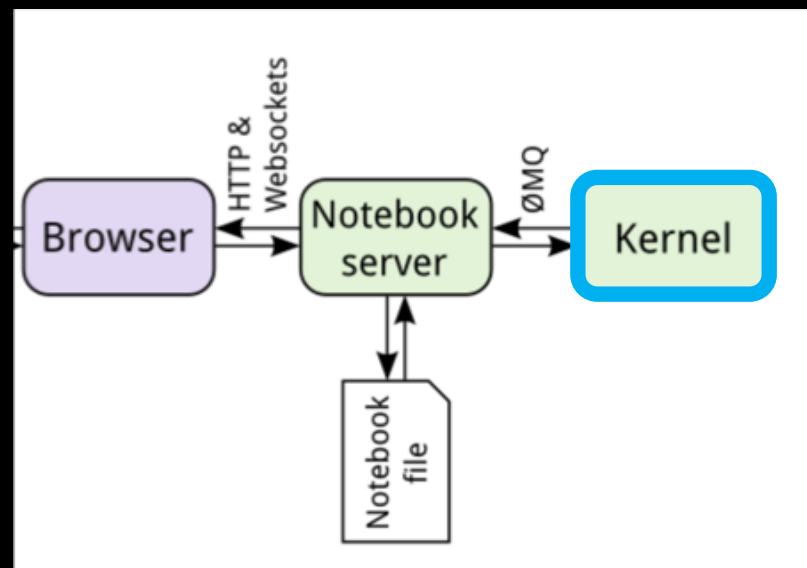 HTTP &
Websockets
ØMQ
Browser
Notebook
server
Kernel
Notebook
file